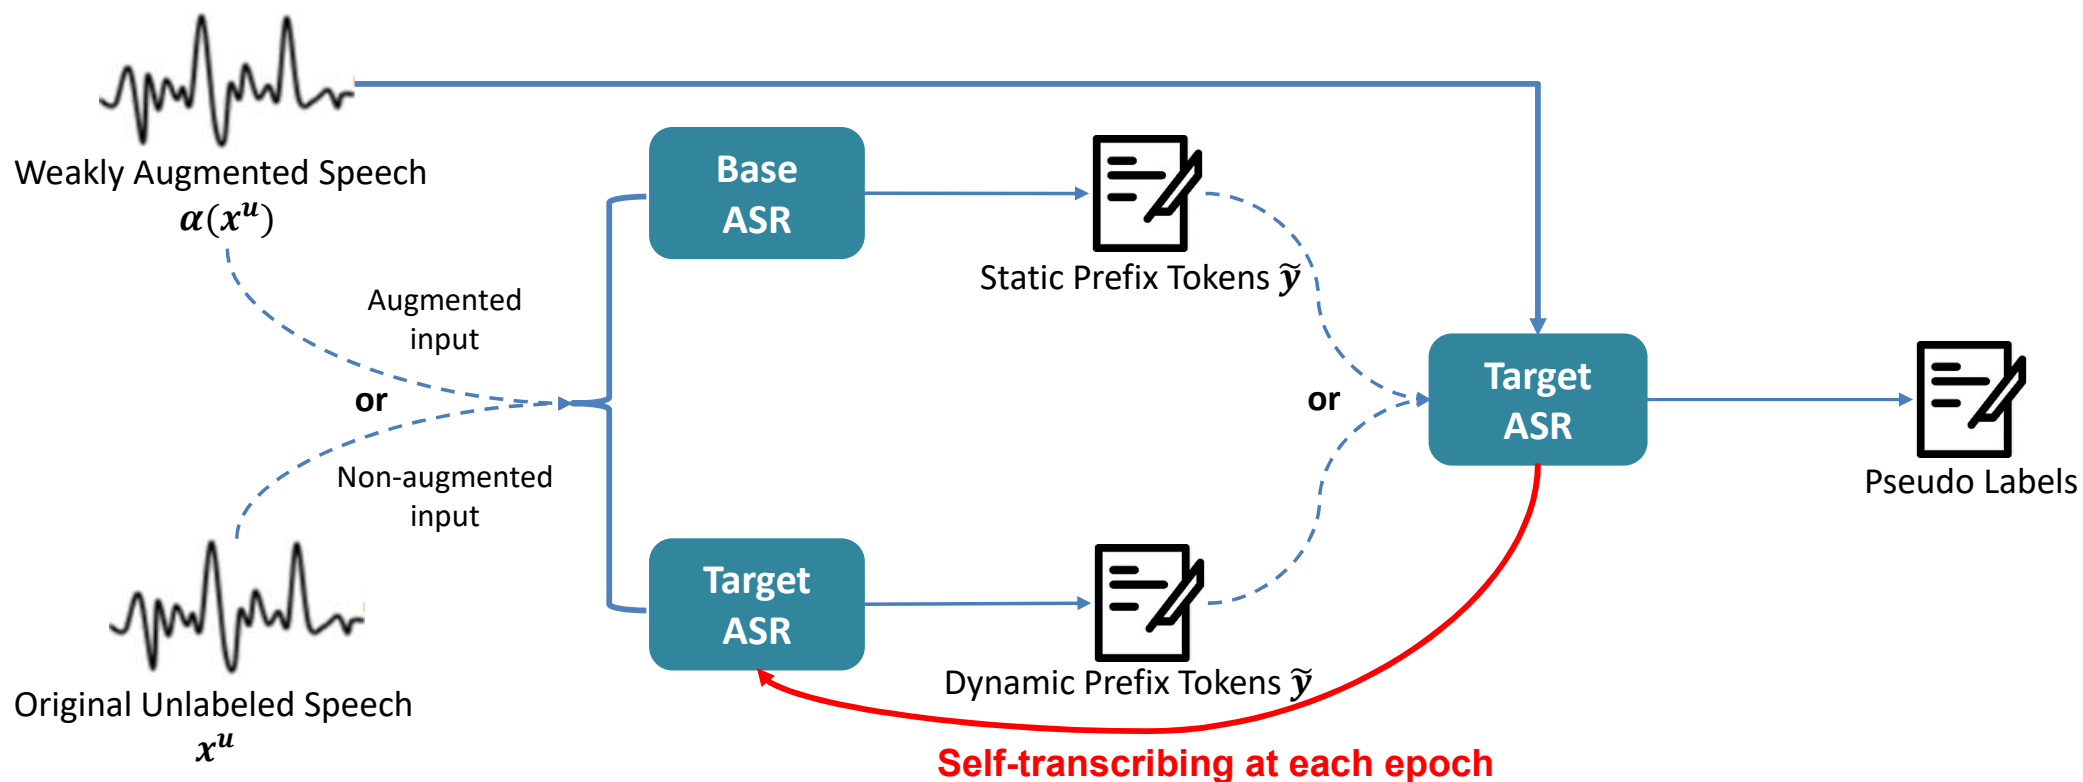 Weakly Augmented Speech
α(x^u)
Augmented
input
or
Non-augmented
input
Original Unlabeled Speech
x^u
Base
ASR
Target
ASR
Static Prefix Tokens ỹ
Dynamic Prefix Tokens ỹ
or
Target
ASR
Self-transcribing at each epoch
Pseudo Labels